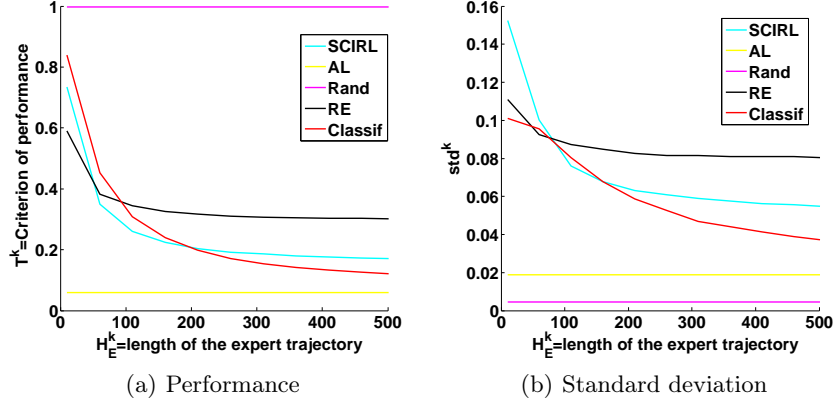 1
0.8
0.6
0.4
0.2
0
0
100
200
300
400
500
T^k=Criterion of performance
H_E^k=length of the expert trajectory
SCIRL
AL
Rand
RE
Classif
(a) Performance
0.16
0.14
0.12
0.1
0.08
0.06
0.04
0.02
0
0
100
200
300
400
500
std^k
H_E^k=length of the expert trajectory
SCIRL
AL
Rand
RE
Classif
(b) Standard deviation